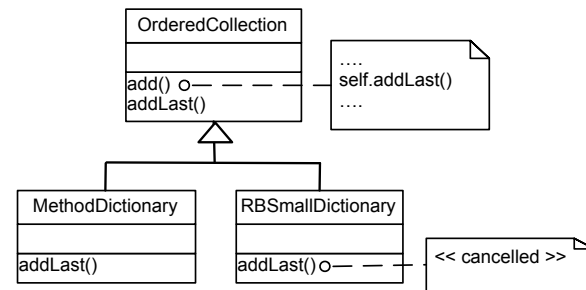 OrderedCollection
add()
addLast()
....
self.addLast()
....
MethodDictionary
addLast()
RBSmallDictionary
addLast()
<< cancelled >>